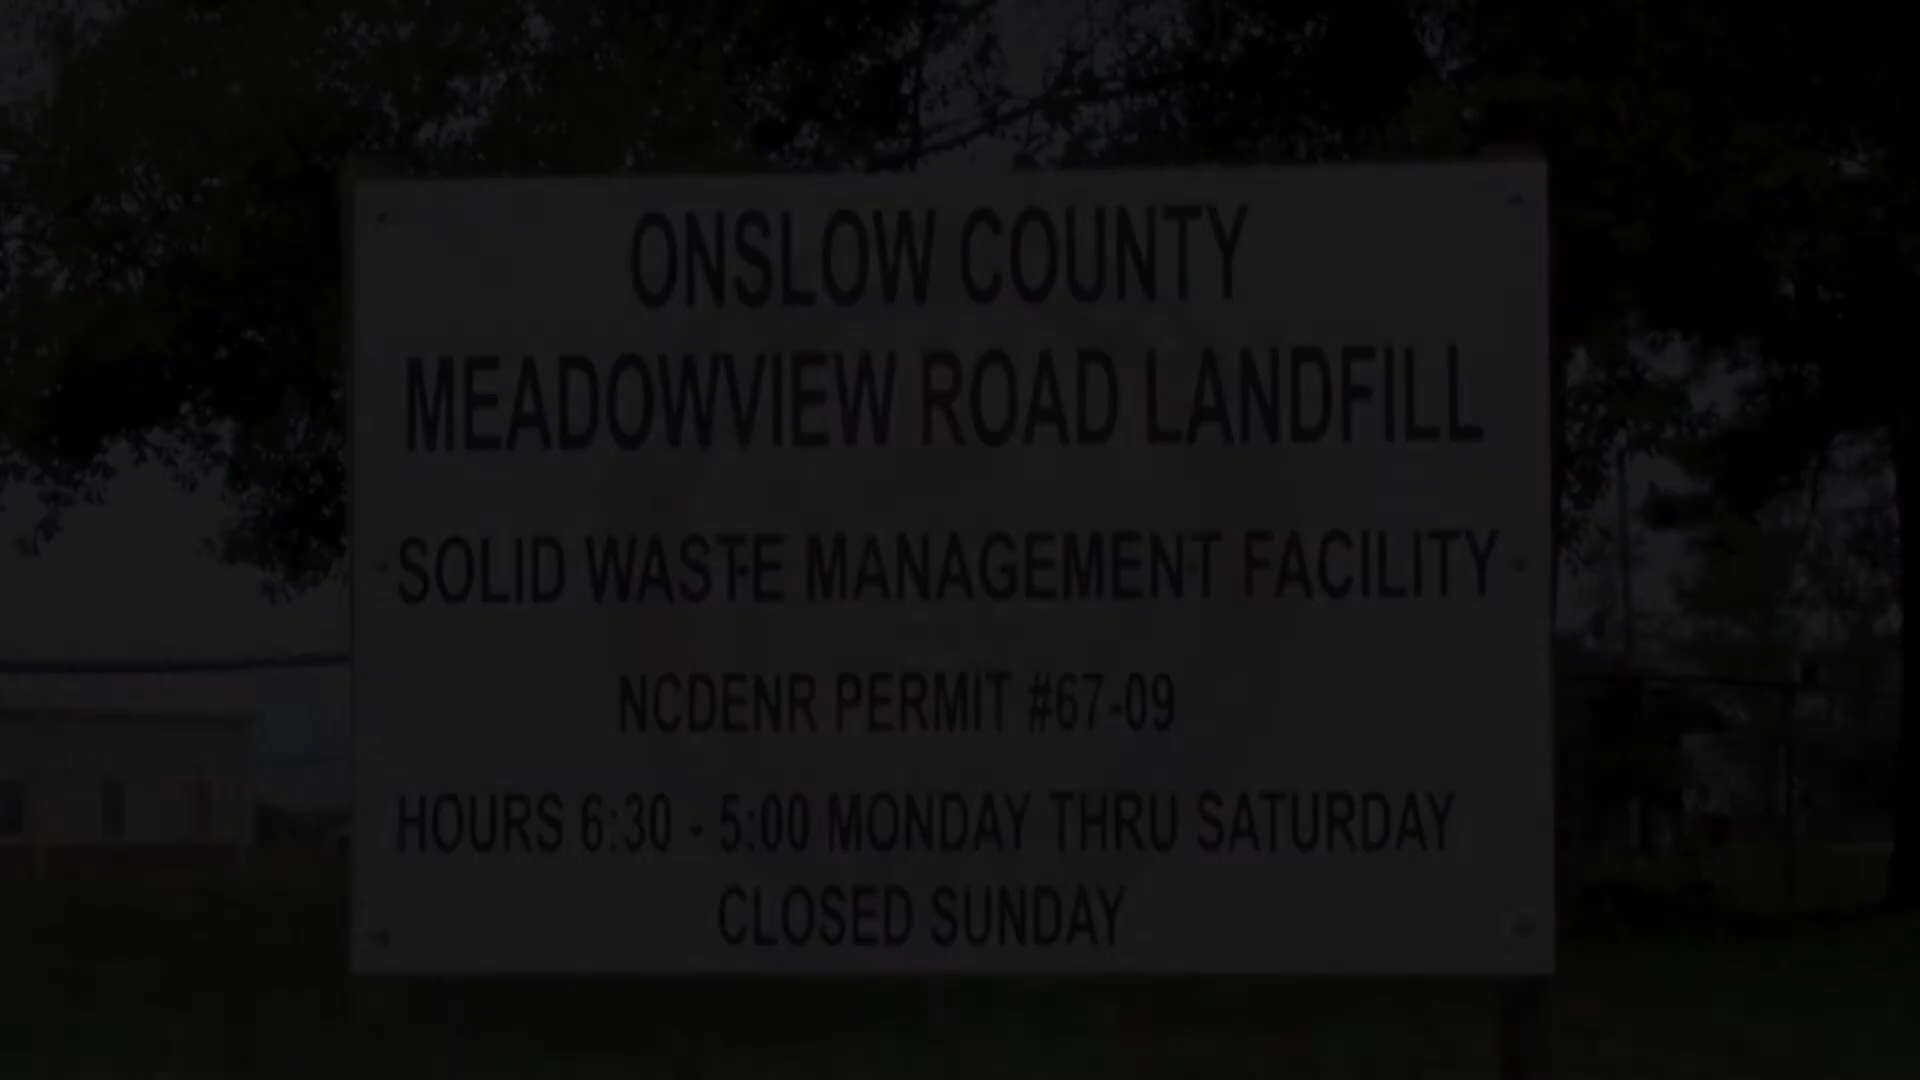 ONSLOW COUNTY
MEADOWVIEW ROAD LANDFILL
SOLID WASTE MANAGEMENT FACILITY
NCDENR PERMIT #67-09
HOURS 6:30 - 5:00 MONDAY THRU SATURDAY
CLOSED SUNDAY